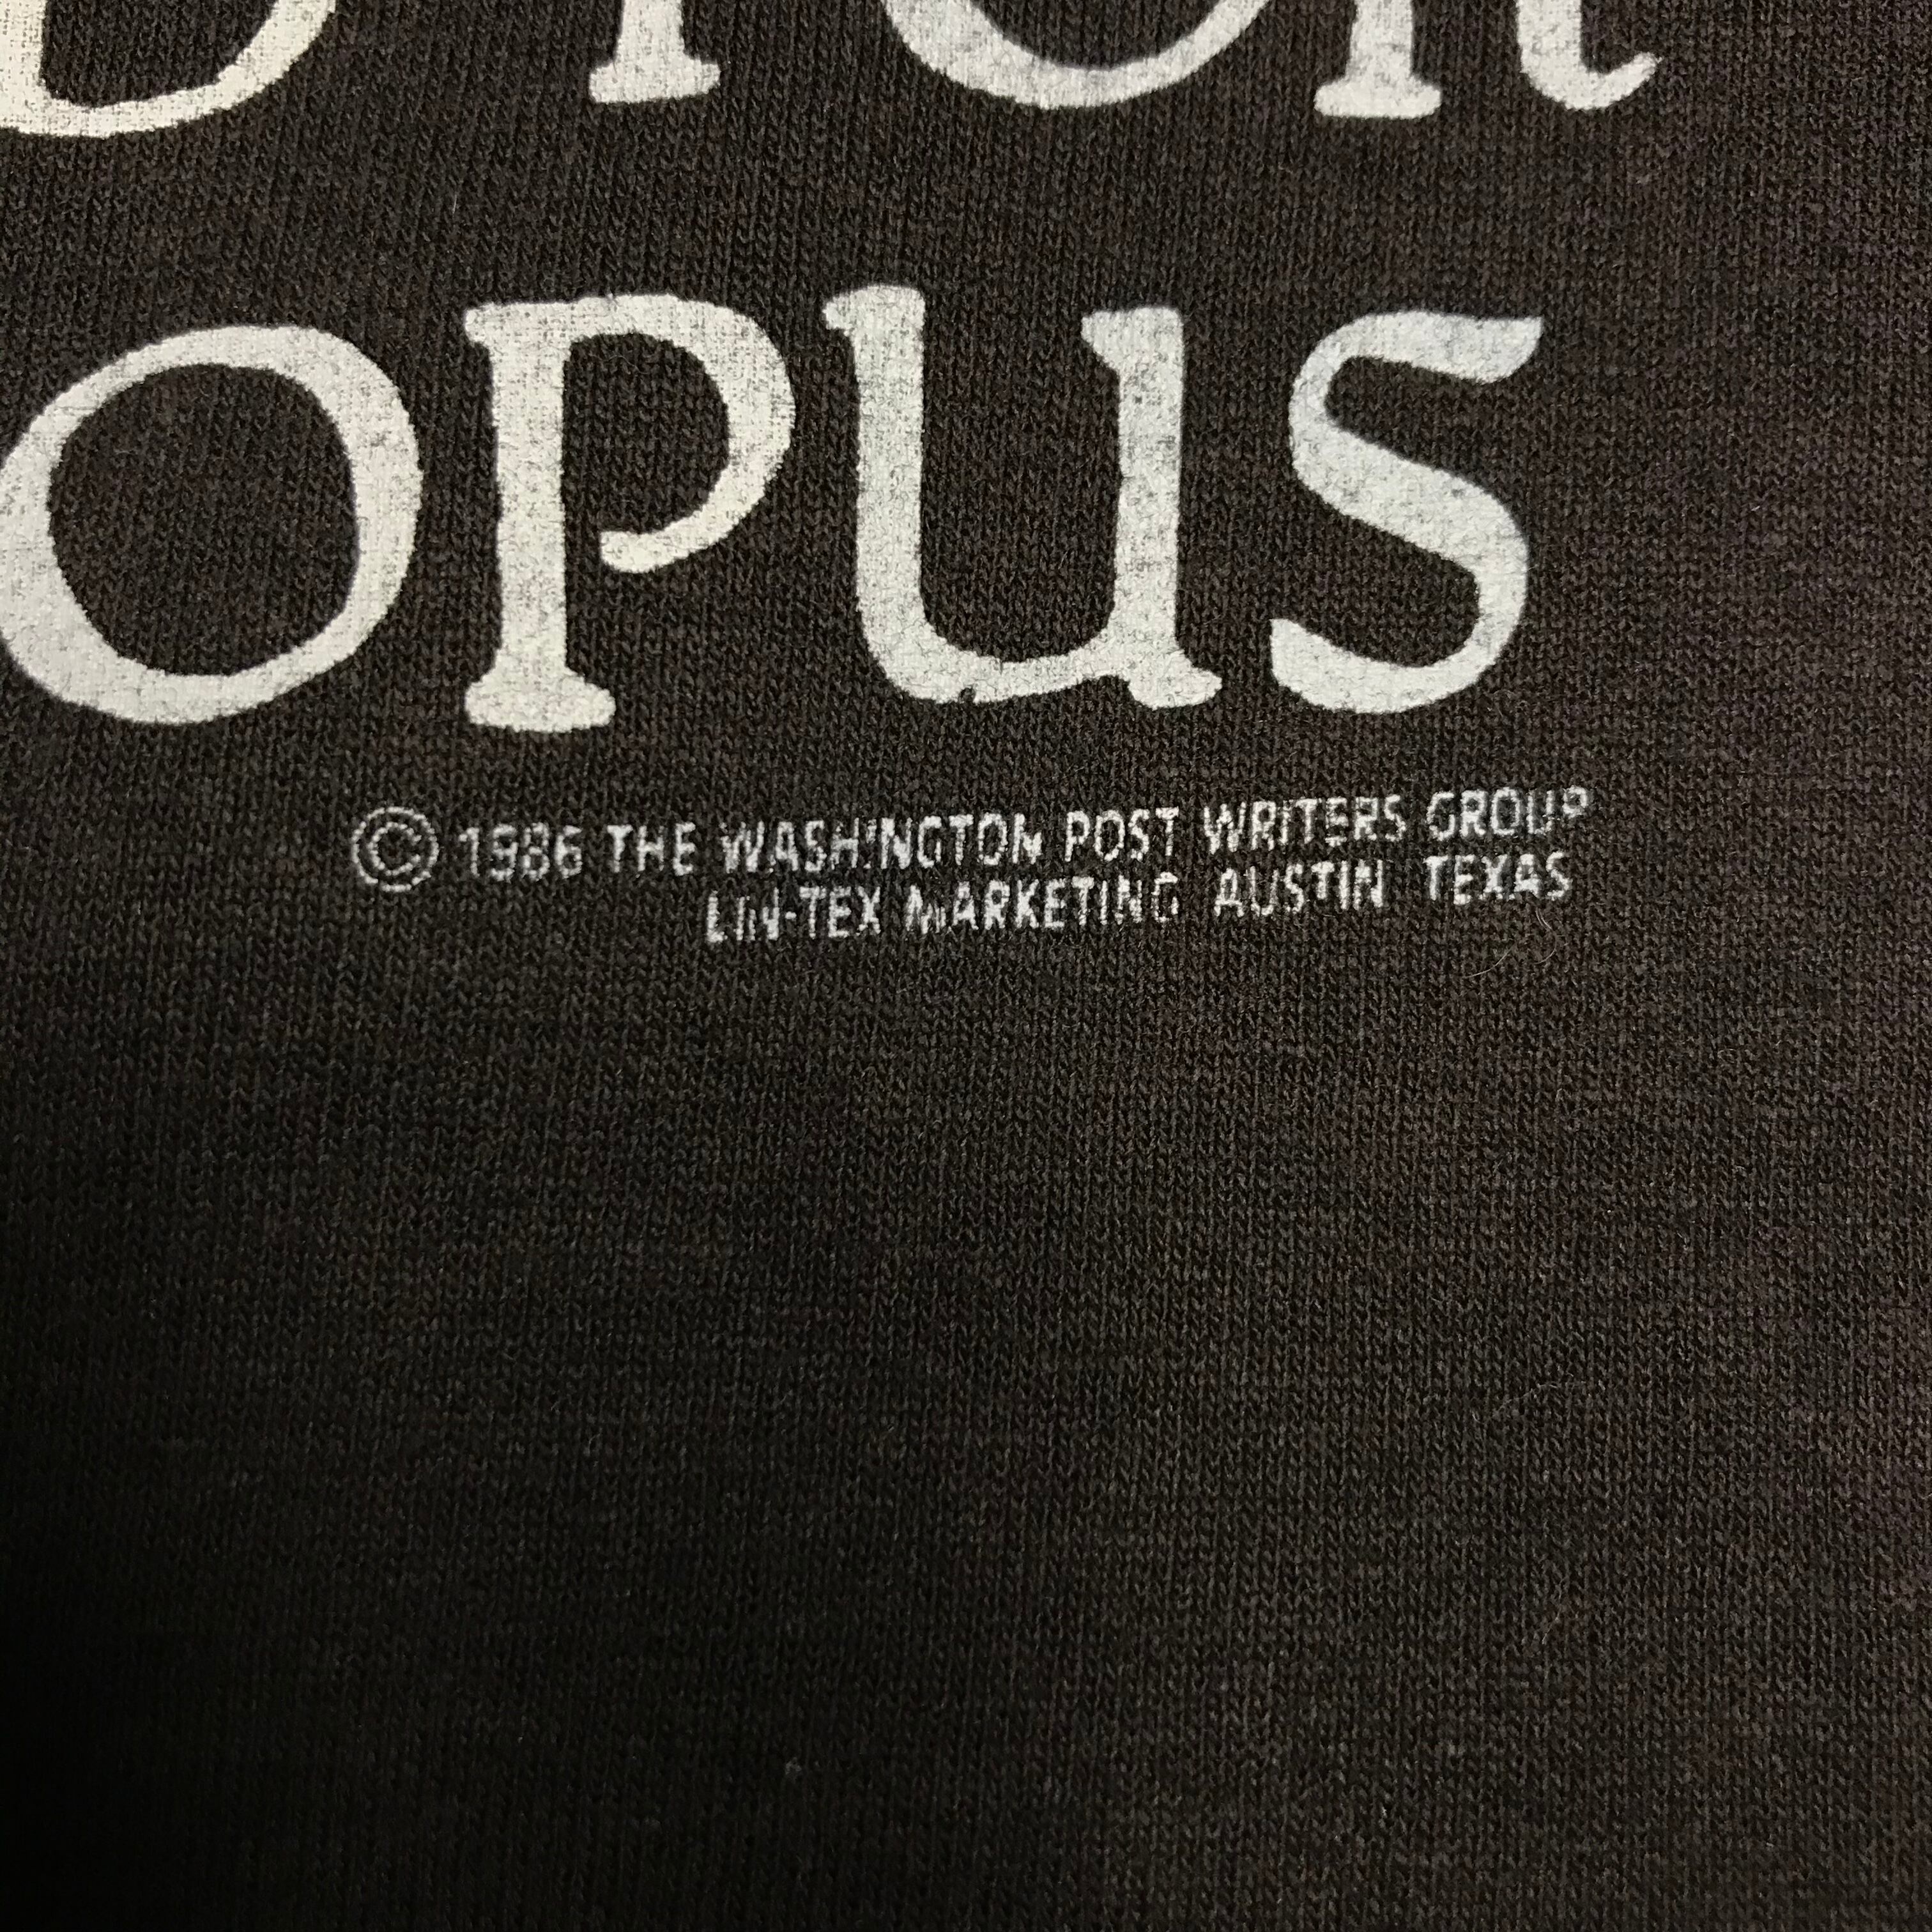 OPUS
© 1986 THE WASHINGTON POST WRITERS GROUP
LIN-TEX MARKETING AUSTIN TEXAS